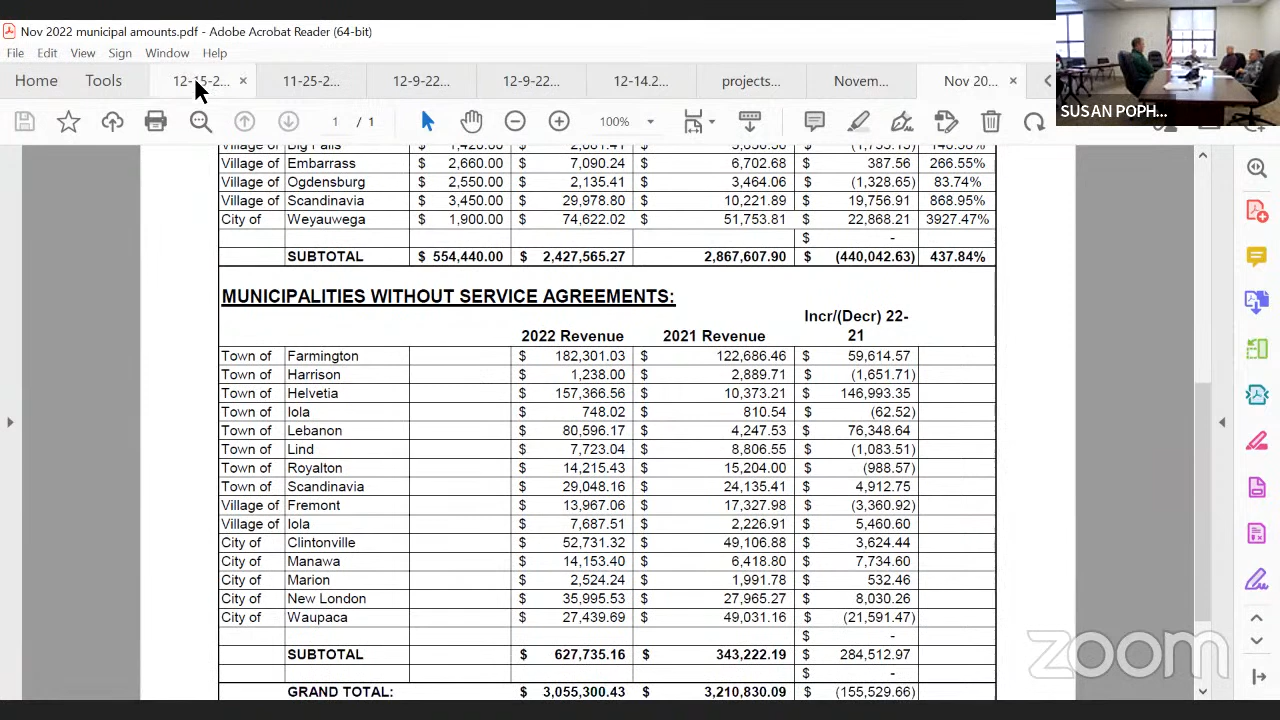 Nov 2022 municipal amounts.pdf - Adobe Acrobat Reader (64-bit)
File Edit View Sign Window Help
Home Tools 12-15-2... × 11-25-2... 12-9-22... 12-9-22... 12-14.2... projects... Novem... Nov 20... ×
SUSAN POPH...
1 / 1 100%
Village of Big Falls $ 1,420.00 $
Village of Embarrass $ 2,660.00 $ 7,090.24 $ 6,702.68 $ 387.56 266.55%
Village of Ogdensburg $ 2,550.00 $ 2,135.41 $ 3,464.06 $ (1,328.65) 83.74%
Village of Scandinavia $ 3,450.00 $ 29,978.80 $ 10,221.89 $ 19,756.91 868.95%
City of Weyauwega $ 1,900.00 $ 74,622.02 $ 51,753.81 $ 22,868.21 3927.47%
$ -
SUBTOTAL $ 554,440.00 $ 2,427,565.27 2,867,607.90 $ (440,042.63) 437.84%
MUNICIPALITIES WITHOUT SERVICE AGREEMENTS:
Incr/(Decr) 22-
2022 Revenue 2021 Revenue 21
Town of Farmington $ 182,301.03 $ 122,686.46 $ 59,614.57
Town of Harrison $ 1,238.00 $ 2,889.71 $ (1,651.71)
Town of Helvetia $ 157,366.56 $ 10,373.21 $ 146,993.35
Town of Iola $ 748.02 $ 810.54 $ (62.52)
Town of Lebanon $ 80,596.17 $ 4,247.53 $ 76,348.64
Town of Lind $ 7,723.04 $ 8,806.55 $ (1,083.51)
Town of Royalton $ 14,215.43 $ 15,204.00 $ (988.57)
Town of Scandinavia $ 29,048.16 $ 24,135.41 $ 4,912.75
Village of Fremont $ 13,967.06 $ 17,327.98 $ (3,360.92)
Village of Iola $ 7,687.51 $ 2,226.91 $ 5,460.60
City of Clintonville $ 52,731.32 $ 49,106.88 $ 3,624.44
City of Manawa $ 14,153.40 $ 6,418.80 $ 7,734.60
City of Marion $ 2,524.24 $ 1,991.78 $ 532.46
City of New London $ 35,995.53 $ 27,965.27 $ 8,030.26
City of Waupaca $ 27,439.69 $ 49,031.16 $ (21,591.47)
$ -
SUBTOTAL $ 627,735.16 $ 343,222.19 $ 284,512.97
$ -
GRAND TOTAL: $ 3,055,300.43 $ 3,210,830.09 $ (155,529.66)
zoom